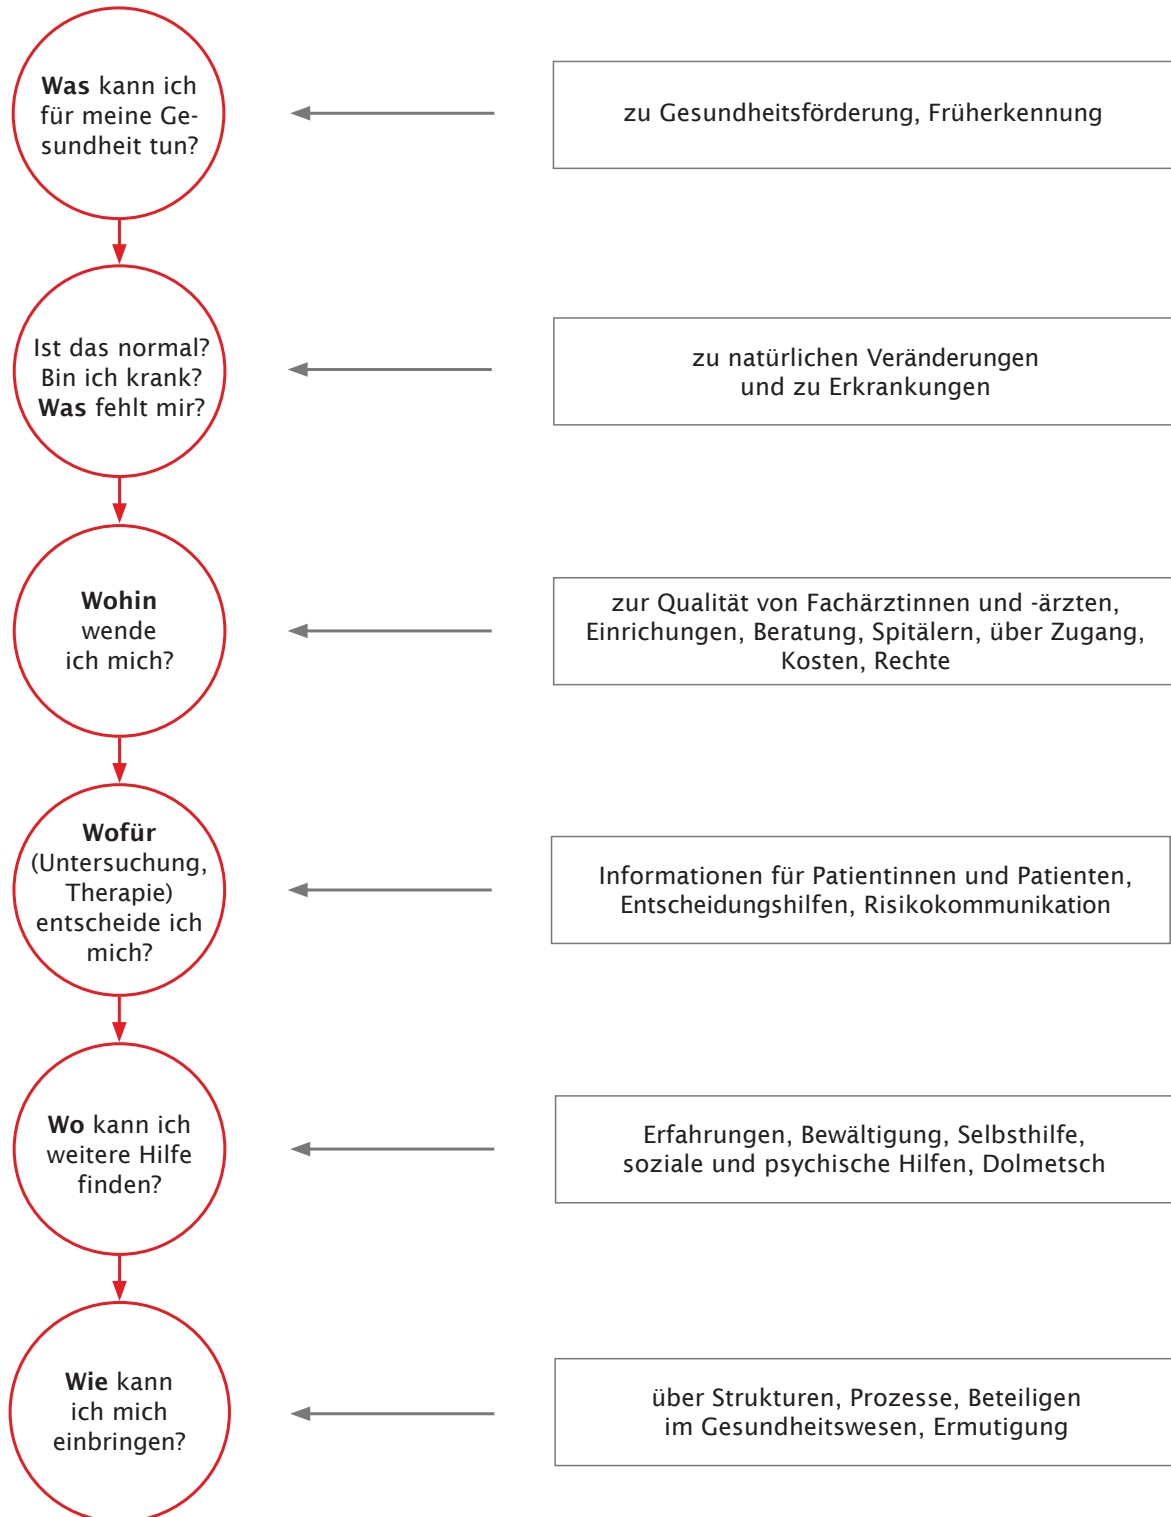 Was kann ich
für meine Ge-
sundheit tun?
zu Gesundheitsförderung, Früherkennung
Ist das normal?
Bin ich krank?
Was fehlt mir?
zu natürlichen Veränderungen
und zu Erkrankungen
Wohin
wende
ich mich?
zur Qualität von Fachärztinnen und -ärzten,
Einrichungen, Beratung, Spitälern, über Zugang,
Kosten, Rechte
Wofür
(Untersuchung,
Therapie)
entscheide ich
mich?
Informationen für Patientinnen und Patienten,
Entscheidungshilfen, Risikokommunikation
Wo kann ich
weitere Hilfe
finden?
Erfahrungen, Bewältigung, Selbsthilfe,
soziale und psychische Hilfen, Dolmetsch
Wie kann
ich mich
einbringen?
über Strukturen, Prozesse, Beteiligen
im Gesundheitswesen, Ermutigung